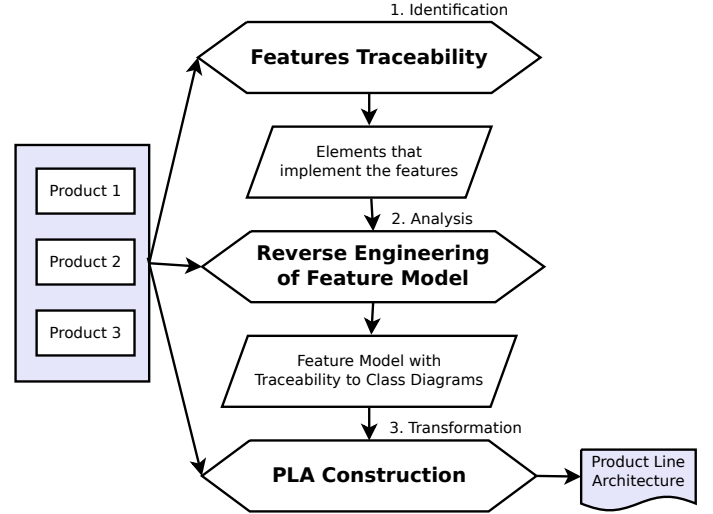 1. Identification
Features Traceability
Elements that
implement the features
Product 1
2. Analysis
Product 2
Reverse Engineering
of Feature Model
Product 3
Feature Model with
Traceability to Class Diagrams
3. Transformation
PLA Construction
Product Line
Architecture